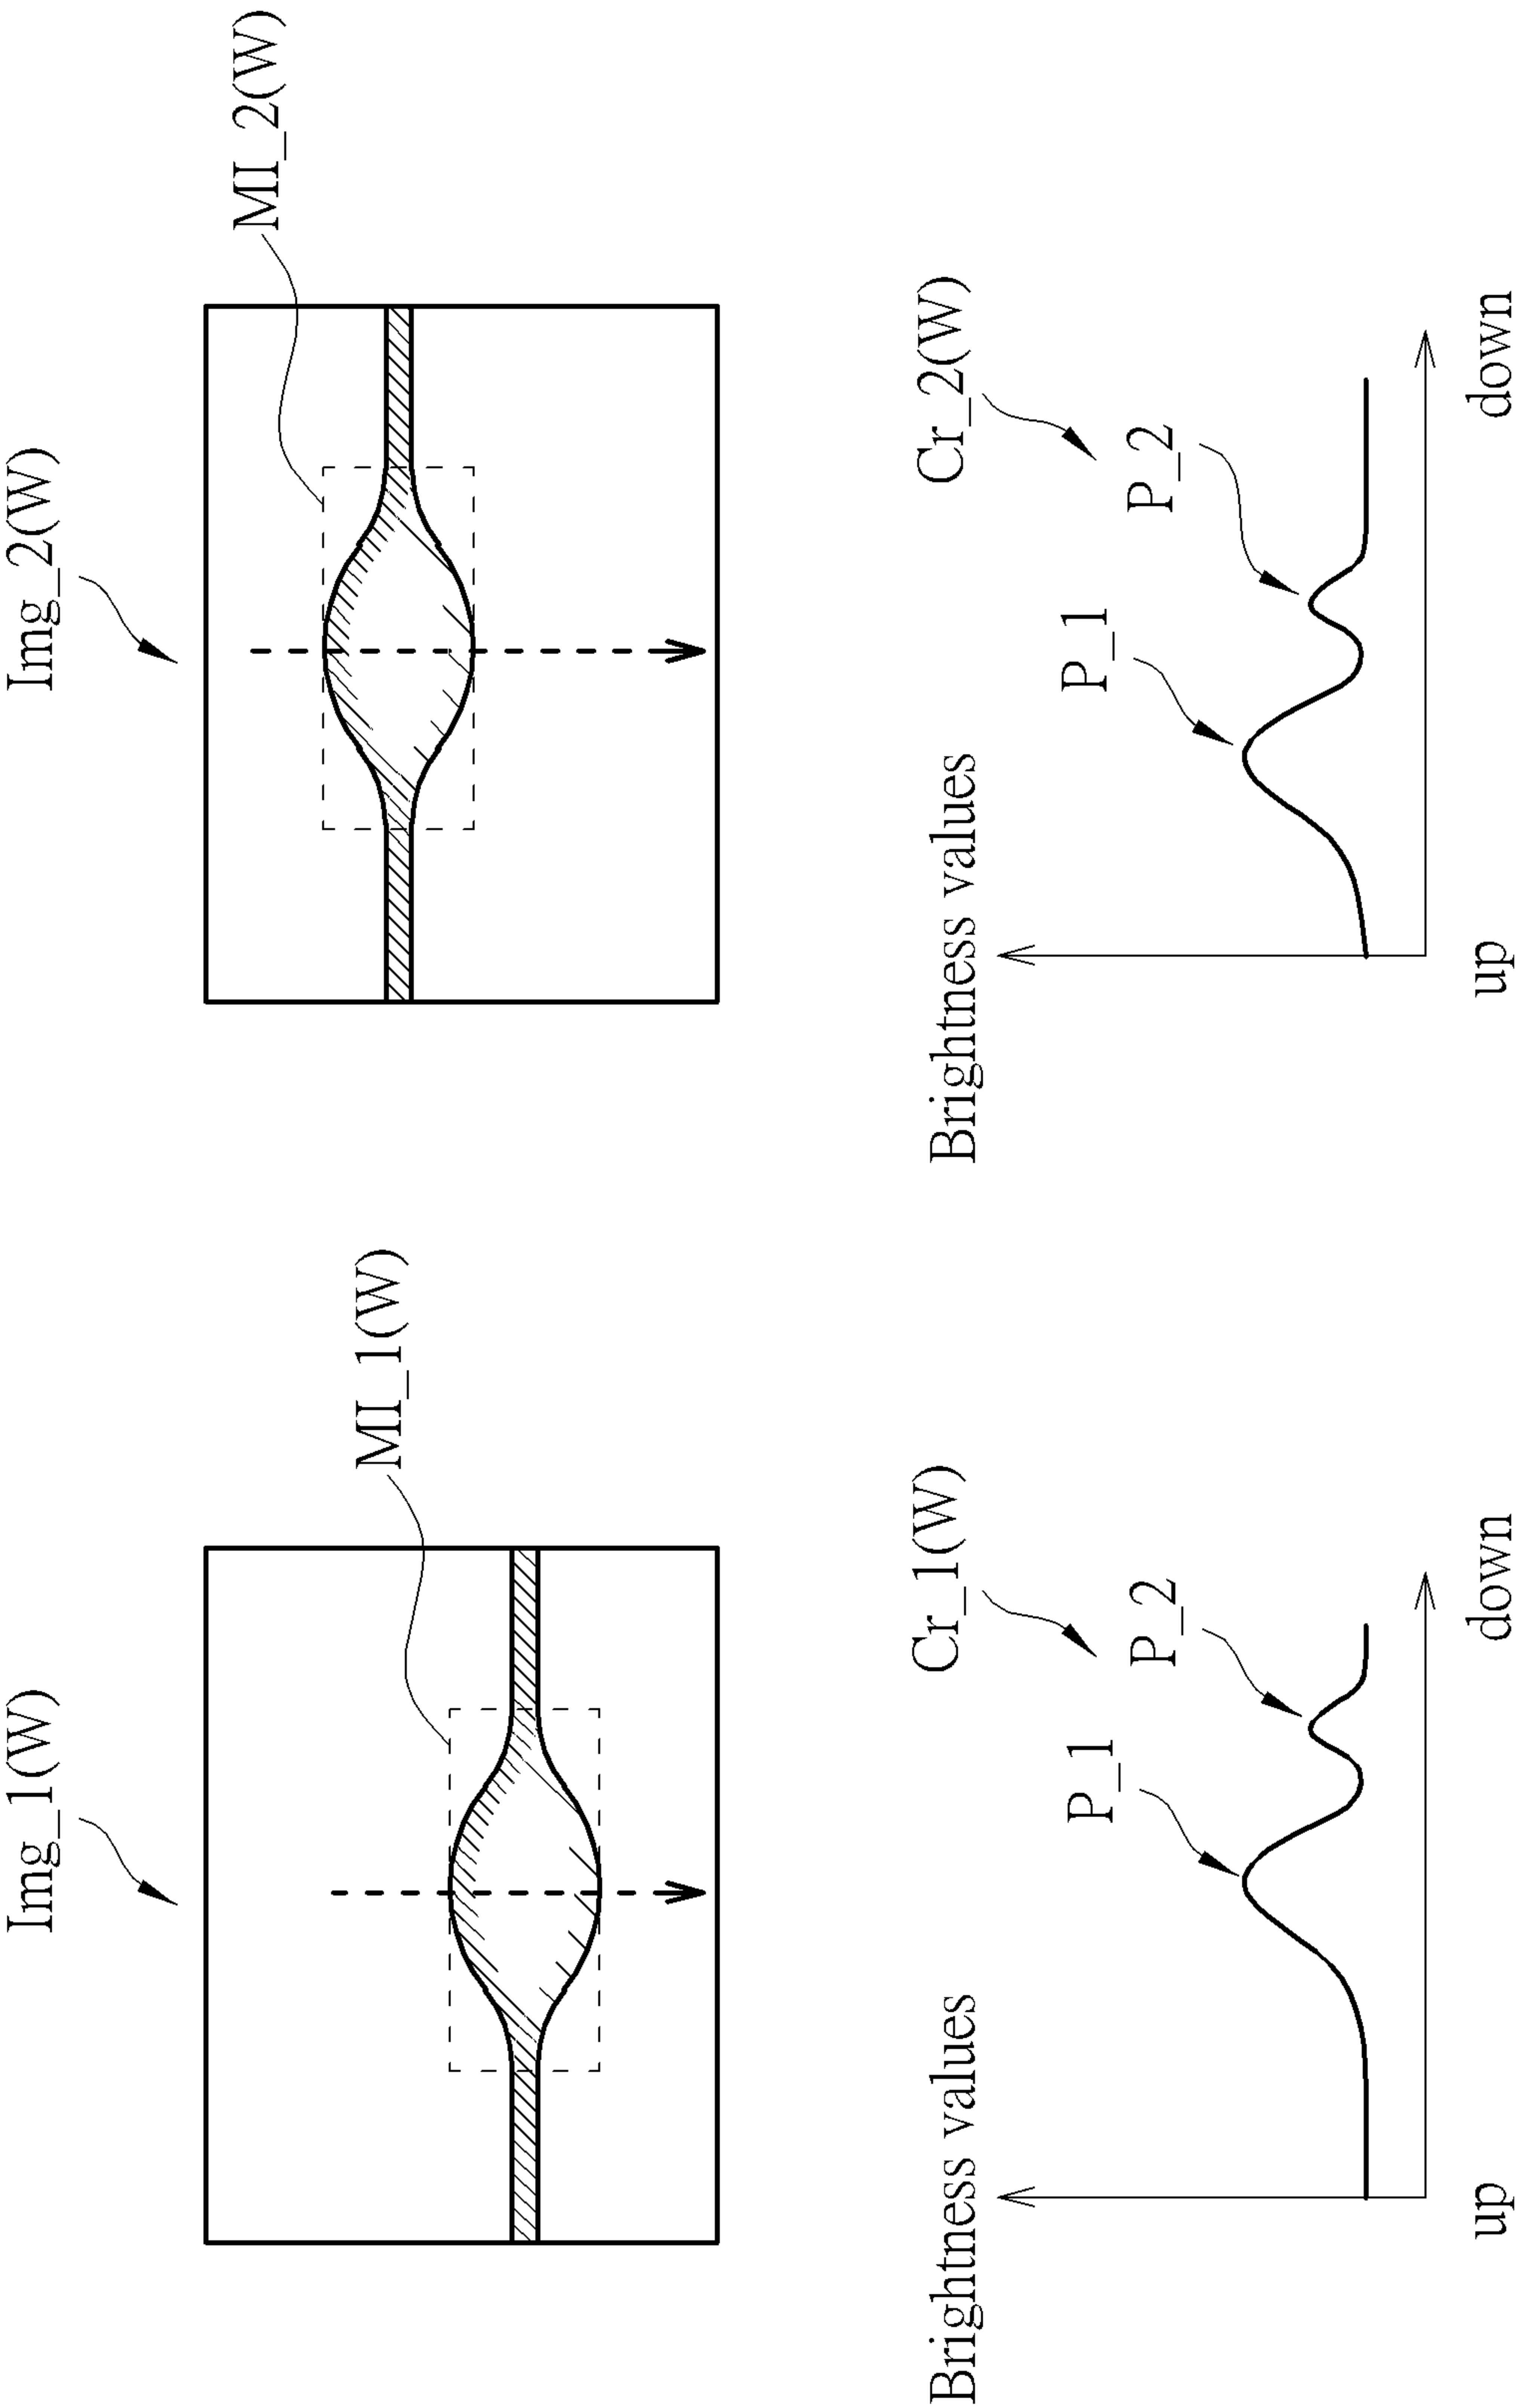 Img_1(W)
MI_1(W)
Brightness values
Cr_1(W)
P_1
P_2
up
down
Img_2(W)
MI_2(W)
Brightness values
Cr_2(W)
P_1
P_2
up
down